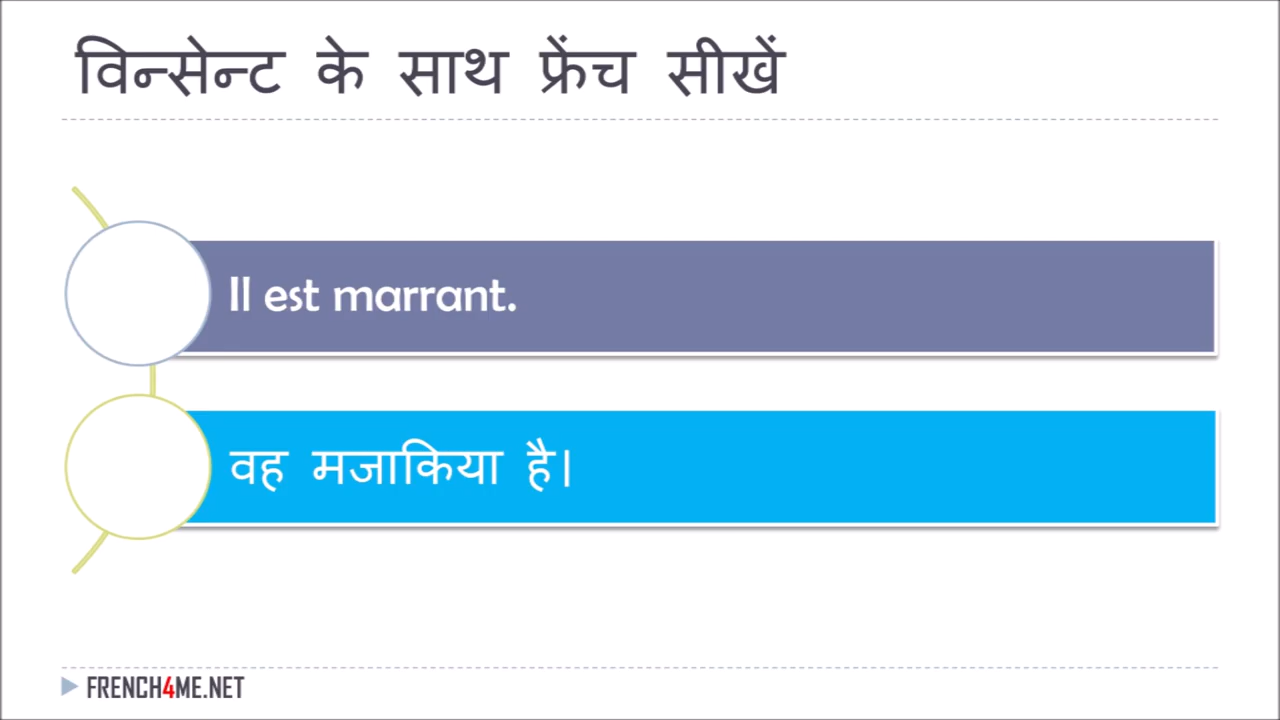 विन्सेन्ट के साथ फ्रेंच सीखें
Il est marrant.
वह मजाकिया है।
FRENCH4ME.NET